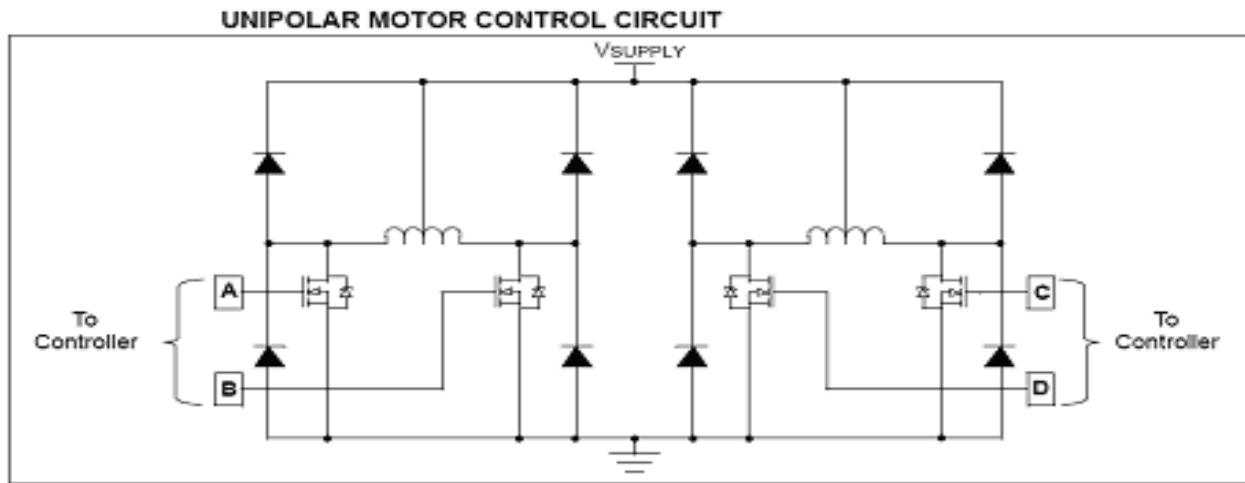 UNIPOLAR MOTOR CONTROL CIRCUIT
VSUPPLY
A
C
To
Controller
To
Controller
B
D